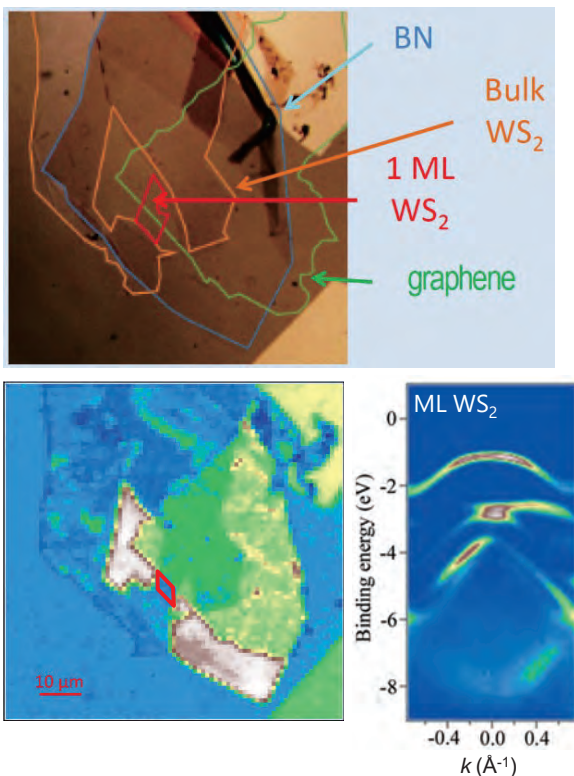 BN
Bulk
WS₂
1 ML
WS₂
graphene
10 µm
ML WS₂
Binding energy (eV)
0
-2
-4
-6
-8
-0.4 0.0 0.4
k (Å⁻¹)